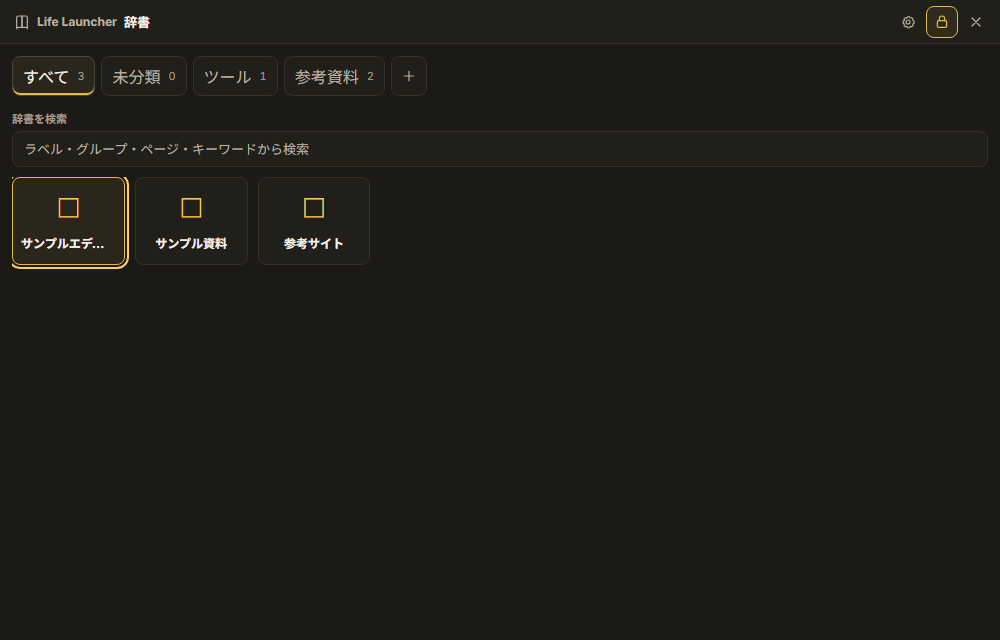 Life Launcher 辞書
すべて 3 未分類 0 ツール 1 参考資料 2 +
辞書を検索
ラベル・グループ・ページ・キーワードから検索
サンプルエデ... サンプル資料 参考サイト